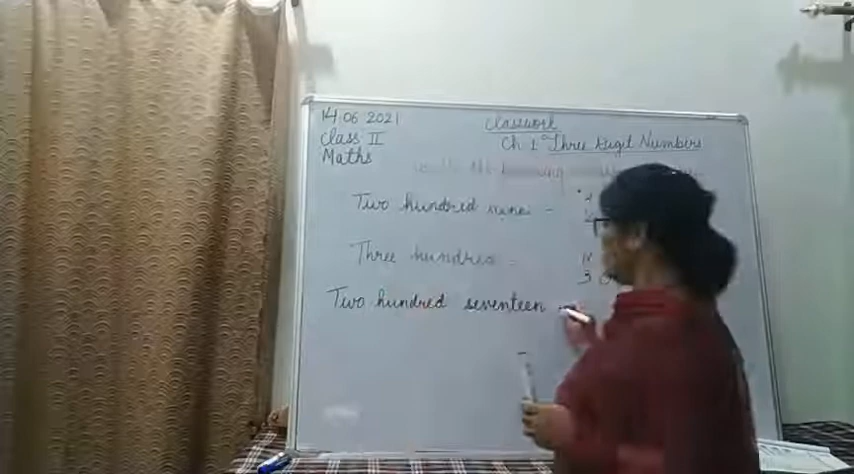 14.06 2021 Classwork
Class II Ch 1 Three Digit Numbers
Maths
Two hundred nine -
Three hundred - 3
Two hundred seventeen -